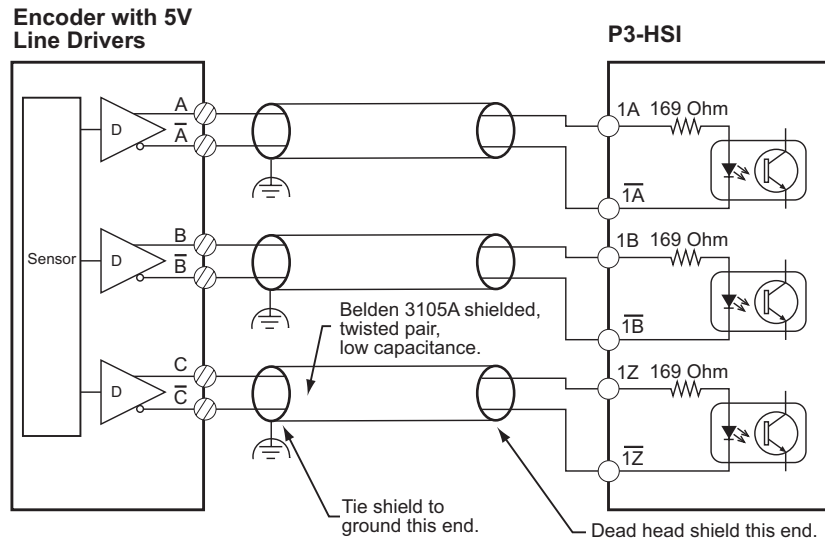 Encoder with 5V
Line Drivers
P3-HSI
Sensor
D
A
A̅
1A 169 Ohm
1A̅
D
B
B̅
1B 169 Ohm
1B̅
Belden 3105A shielded,
twisted pair,
low capacitance.
D
C
C̅
1Z 169 Ohm
1Z̅
Tie shield to
ground this end.
Dead head shield this end.